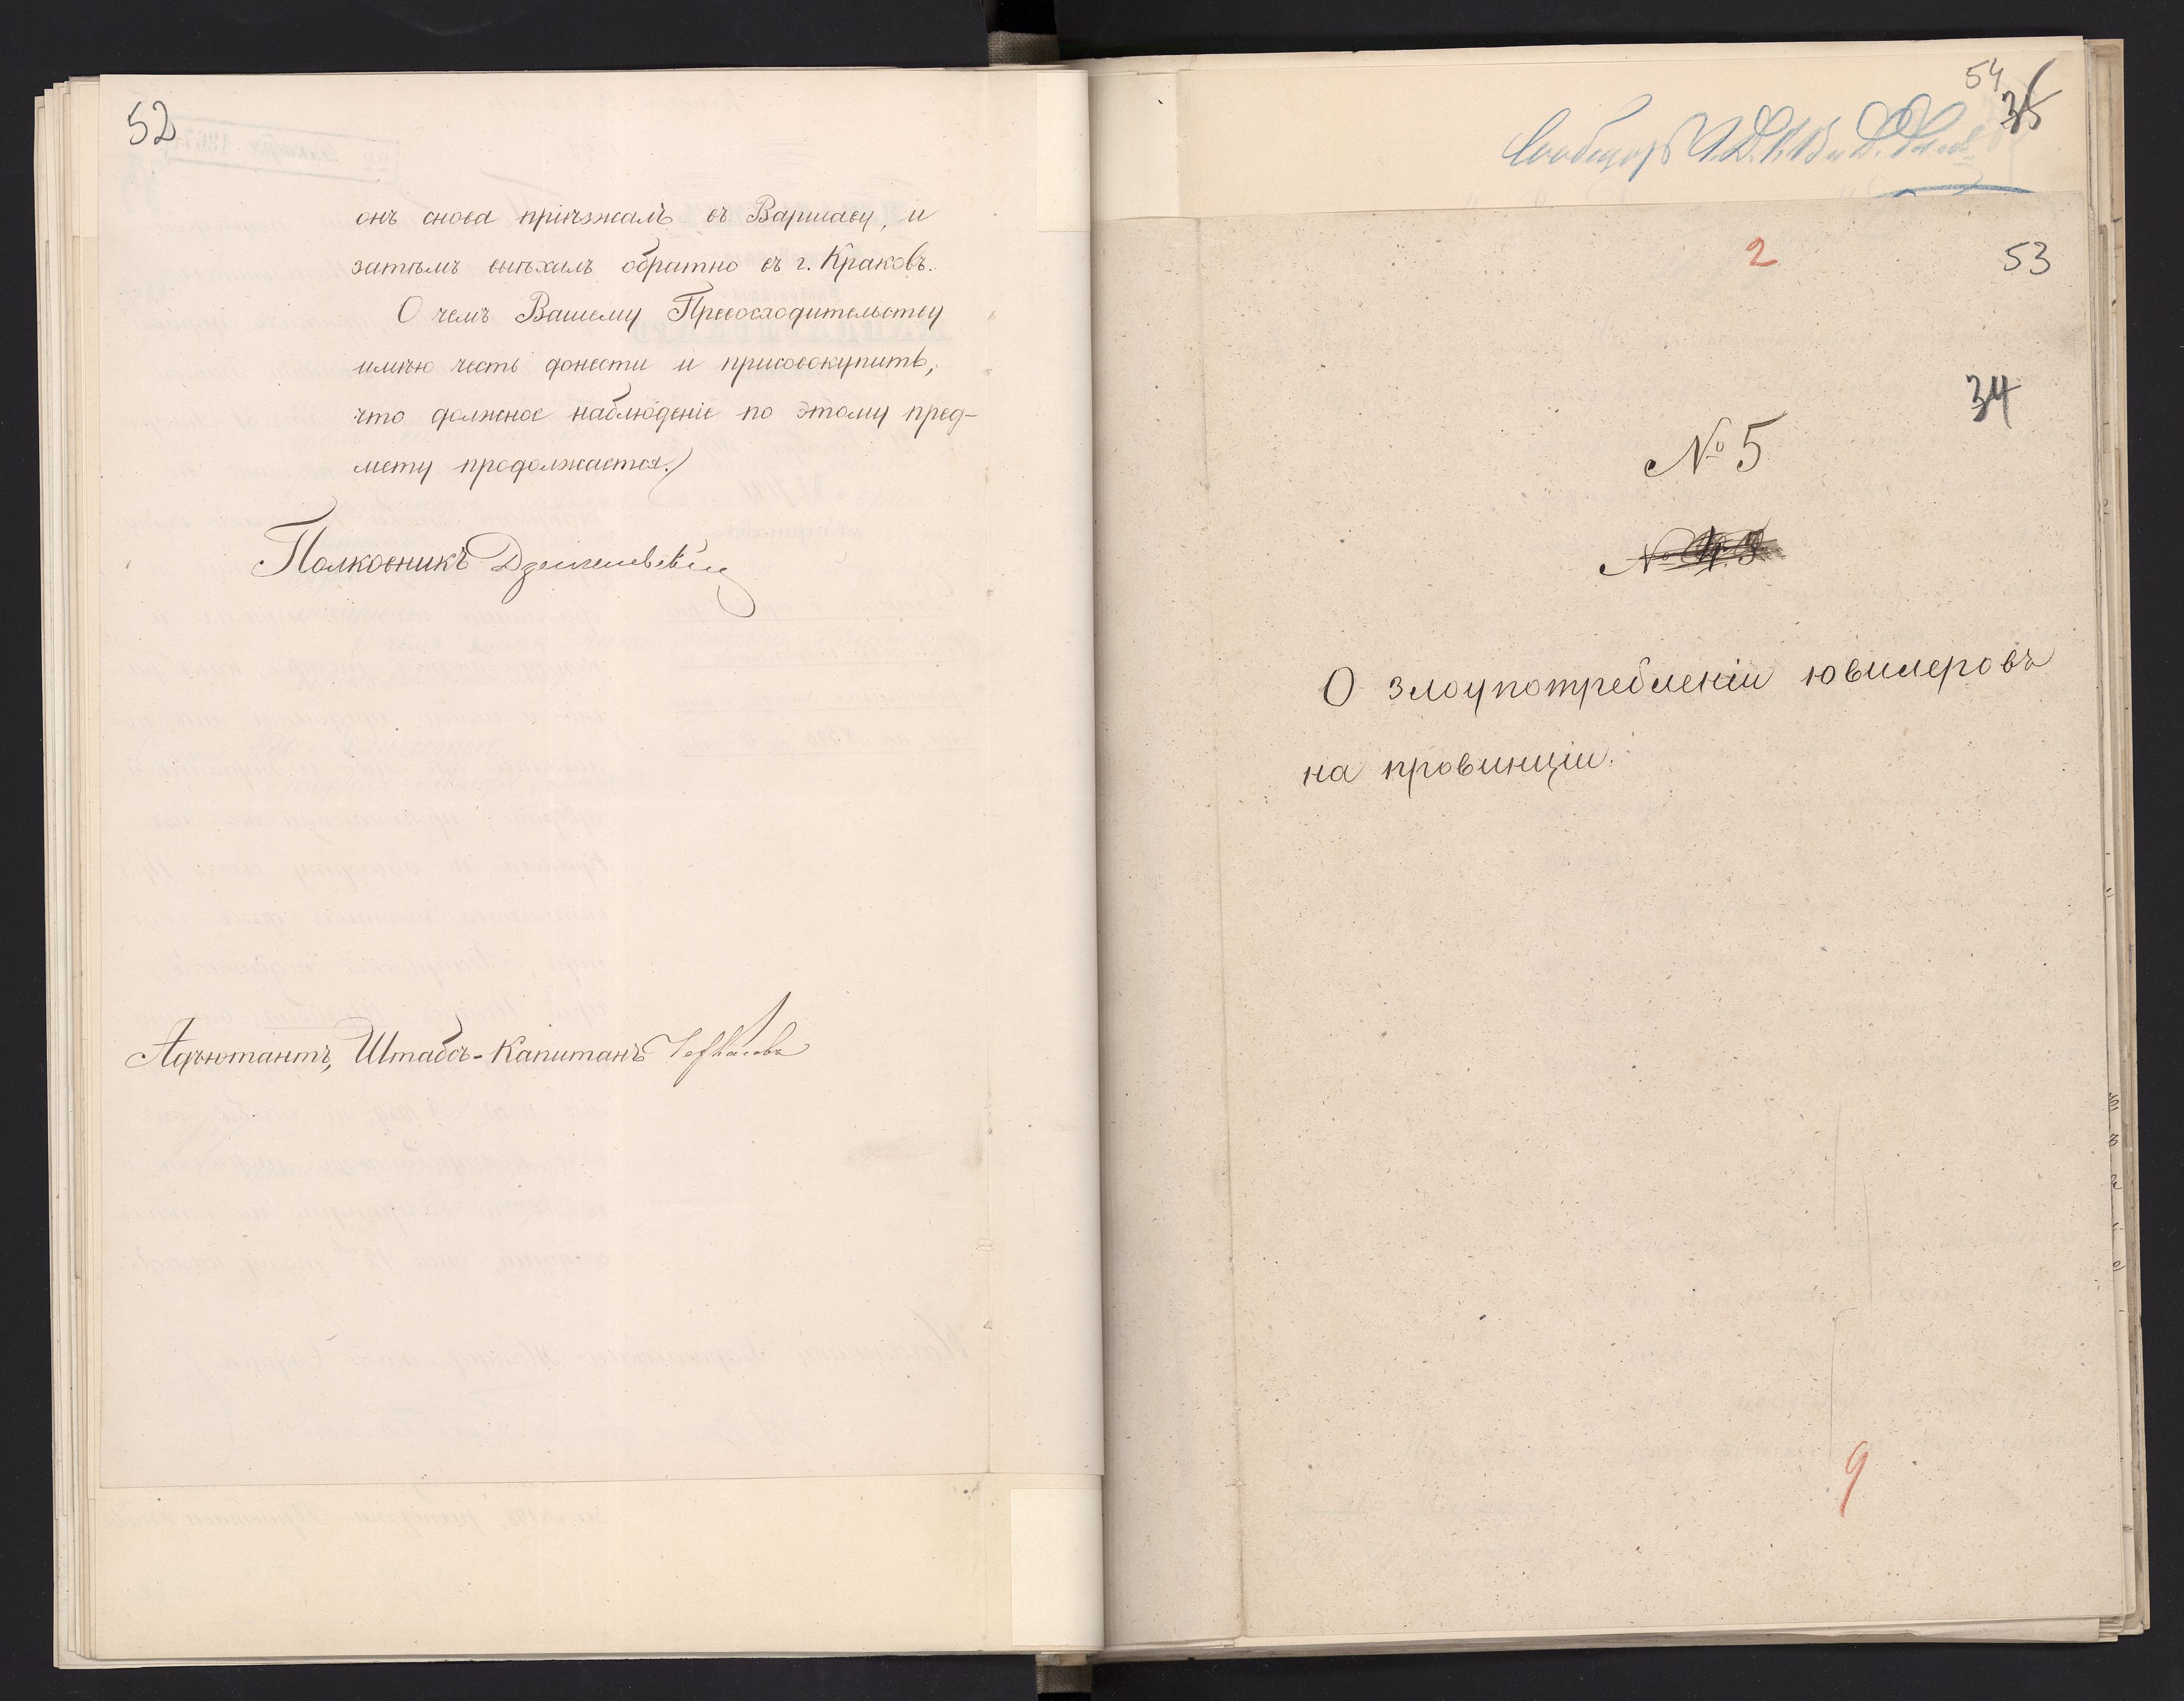 52
онъ снова пріѣзжалъ въ Варшаву, и
затѣмъ выѣхалъ обратно въ г. Краковъ.
О чемъ Вашему Превосходительству
имѣю честь донести и присовокупить,
что должное наблюденіе по этому пред-
мету продолжается.
Полковникъ
Адъютантъ, Штабсъ-Капитанъ
54
35
2
53
34
№ 5
О злоупотребленіи ювилеровъ
на провинціи.
9